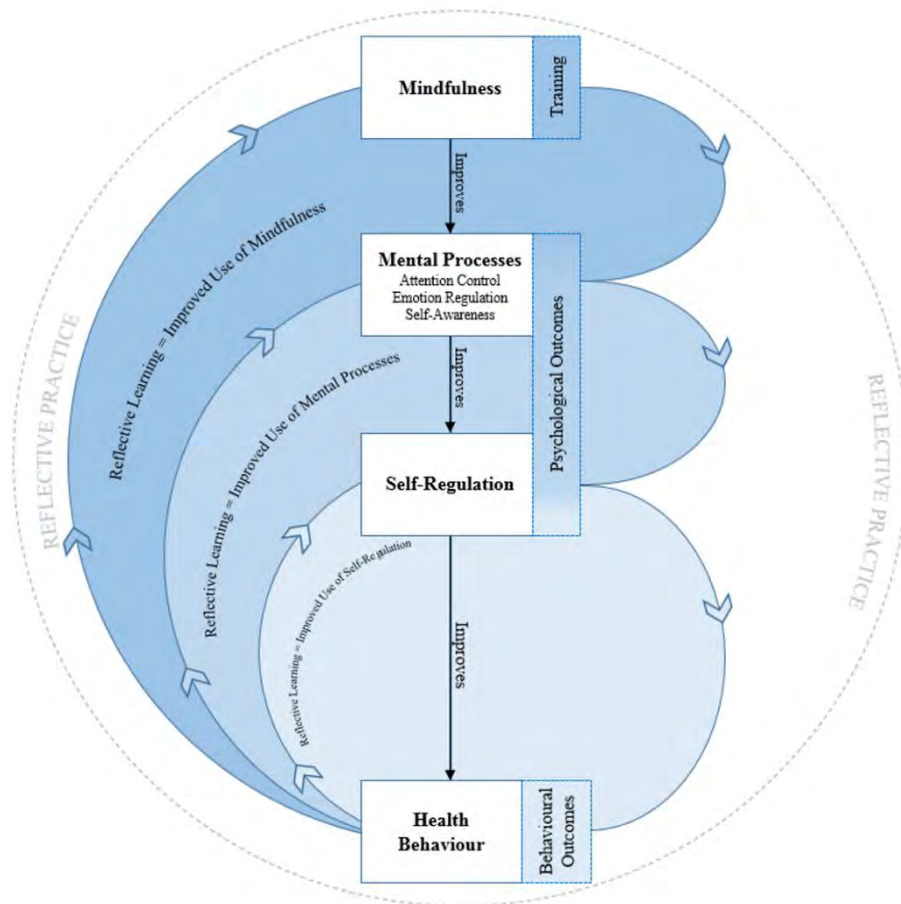 Mindfulness
Training
Improves
Reflective Learning = Improved Use of Mindfulness
Mental Processes
Attention Control
Emotion Regulation
Self-Awareness
Psychological Outcomes
Improves
Reflective Learning = Improved Use of Mental Processes
REFLECTIVE PRACTICE
REFLECTIVE PRACTICE
Self-Regulation
Reflective Learning = Improved Use of Self-Regulation
Improves
Health
Behaviour
Behavioural
Outcomes